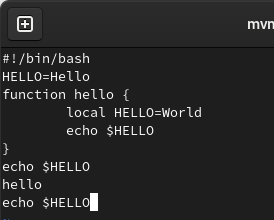 mvn
#!/bin/bash
HELLO=Hello
function hello {
        local HELLO=World
        echo $HELLO
}
echo $HELLO
hello
echo $HELLO